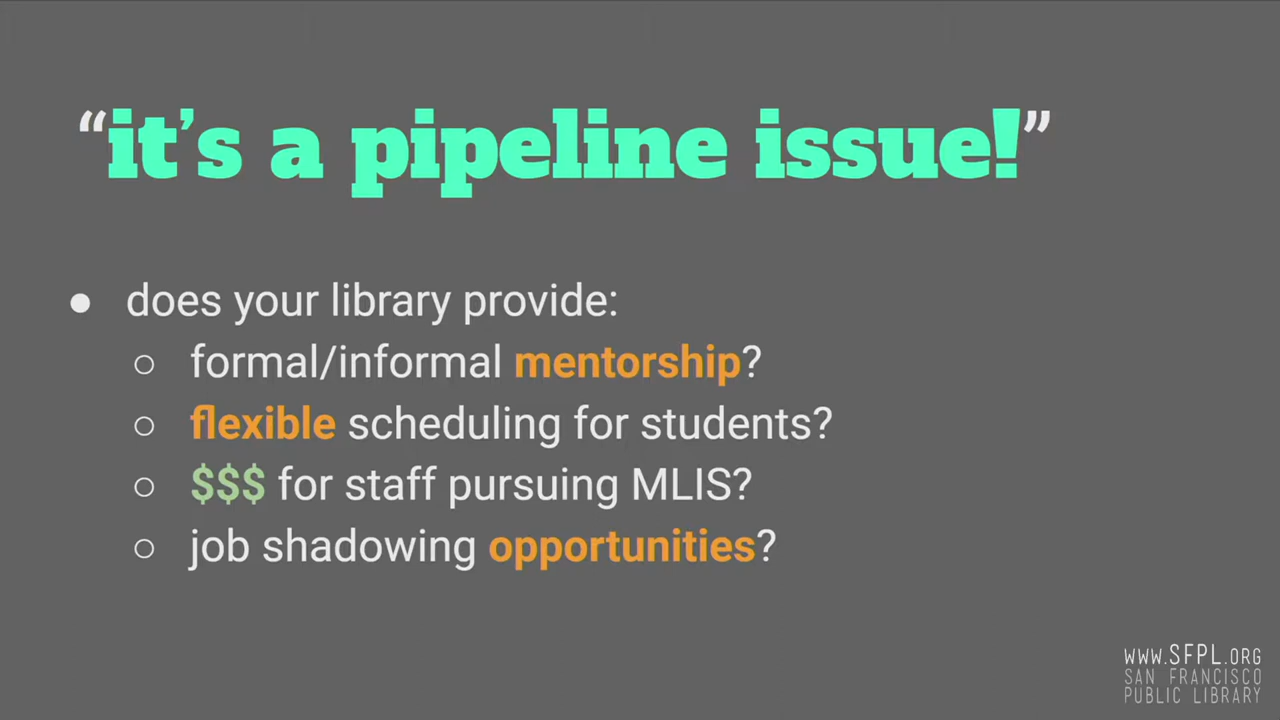 “it’s a pipeline issue!”
● does your library provide:
○ formal/informal mentorship?
○ flexible scheduling for students?
○ $$$ for staff pursuing MLIS?
○ job shadowing opportunities?
WWW.SFPL.ORG
SAN FRANCISCO
PUBLIC LIBRARY